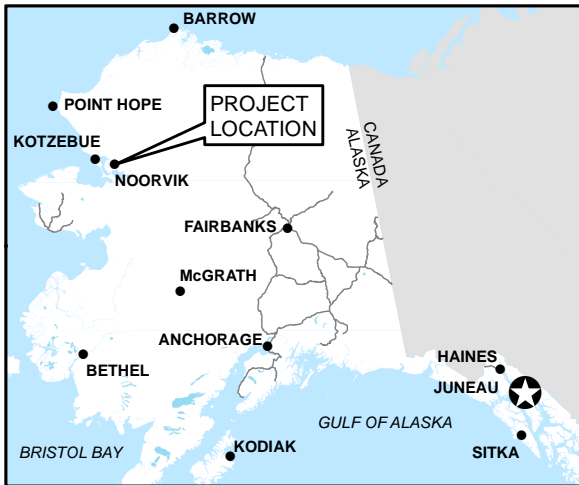 BARROW
POINT HOPE
PROJECT
LOCATION
KOTZEBUE
NOORVIK
CANADA
ALASKA
FAIRBANKS
McGRATH
ANCHORAGE
BETHEL
HAINES
JUNEAU
GULF OF ALASKA
BRISTOL BAY
KODIAK
SITKA